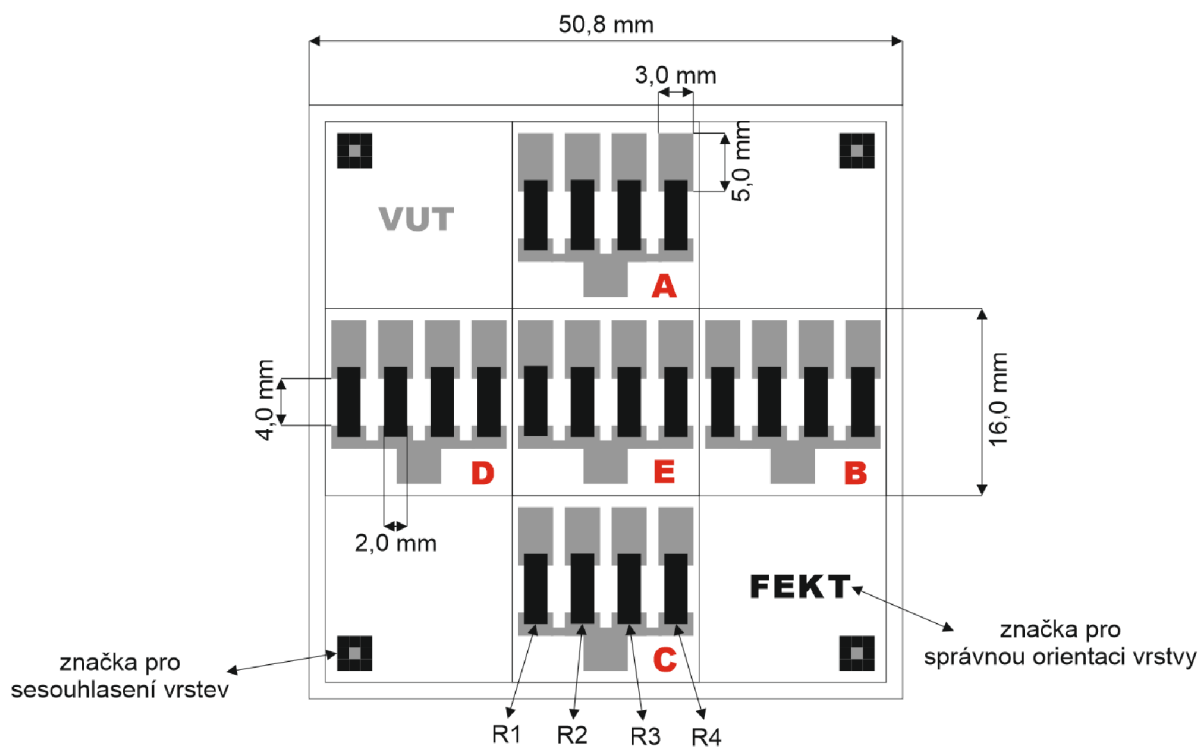 50,8 mm
3,0 mm
5,0 mm
VUT
A
4,0 mm
16,0 mm
D
E
B
2,0 mm
FEKT
značka pro
správnou orientaci vrstvy
značka pro
sesouhlasení vrstev
C
R1
R2
R3
R4